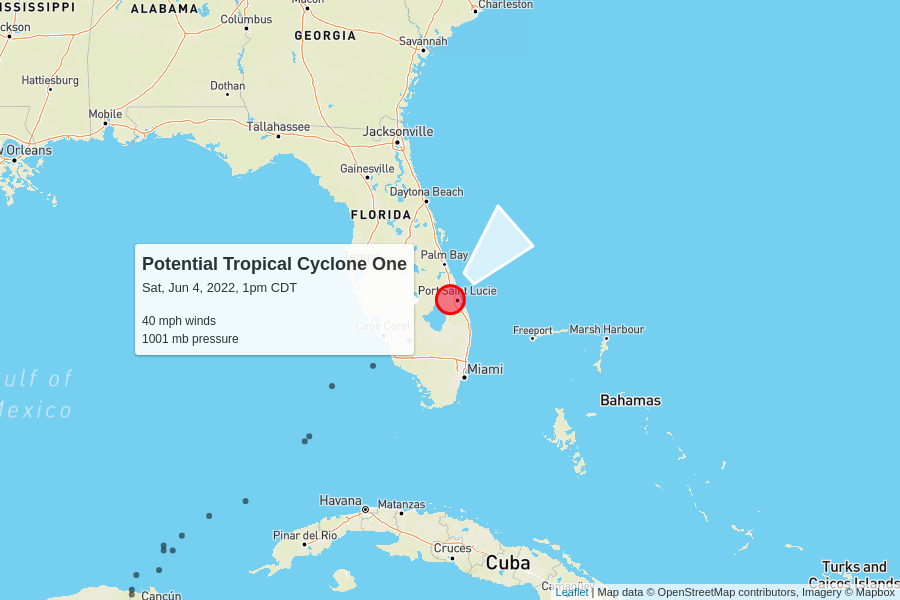 ISSISSIPPI
ALABAMA
Macon
Charleston
ckson
Columbus
GEORGIA
Savannah
Hattiesburg
Dothan
Mobile
Tallahassee
Jacksonville
v Orleans
Gainesville
Daytona Beach
FLORIDA
Palm Bay
Potential Tropical Cyclone One
Sat, Jun 4, 2022, 1pm CDT
40 mph winds
1001 mb pressure
Port Saint Lucie
Cape Coral
Freeport
Marsh Harbour
Miami
ulf of
Mexico
Bahamas
Havana
Matanzas
Pinar del Río
Cruces
Cuba
Camagüey
Turks and
Caicos Islands
Cancún
Leaflet | Map data © OpenStreetMap contributors, Imagery © Mapbox